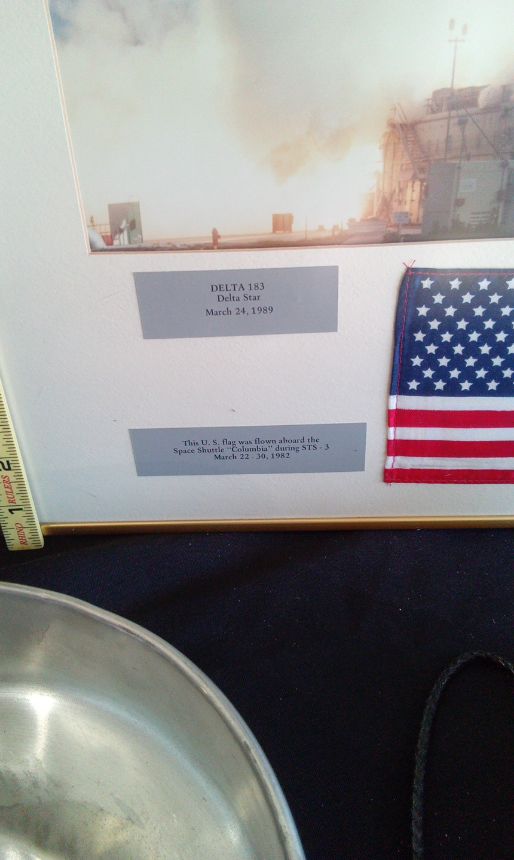 DELTA 183
Delta Star
March 24, 1989
This U. S. flag was flown aboard the
Space Shuttle "Columbia" during STS - 3
March 22 - 30, 1982
2
1
RHINO RULERS